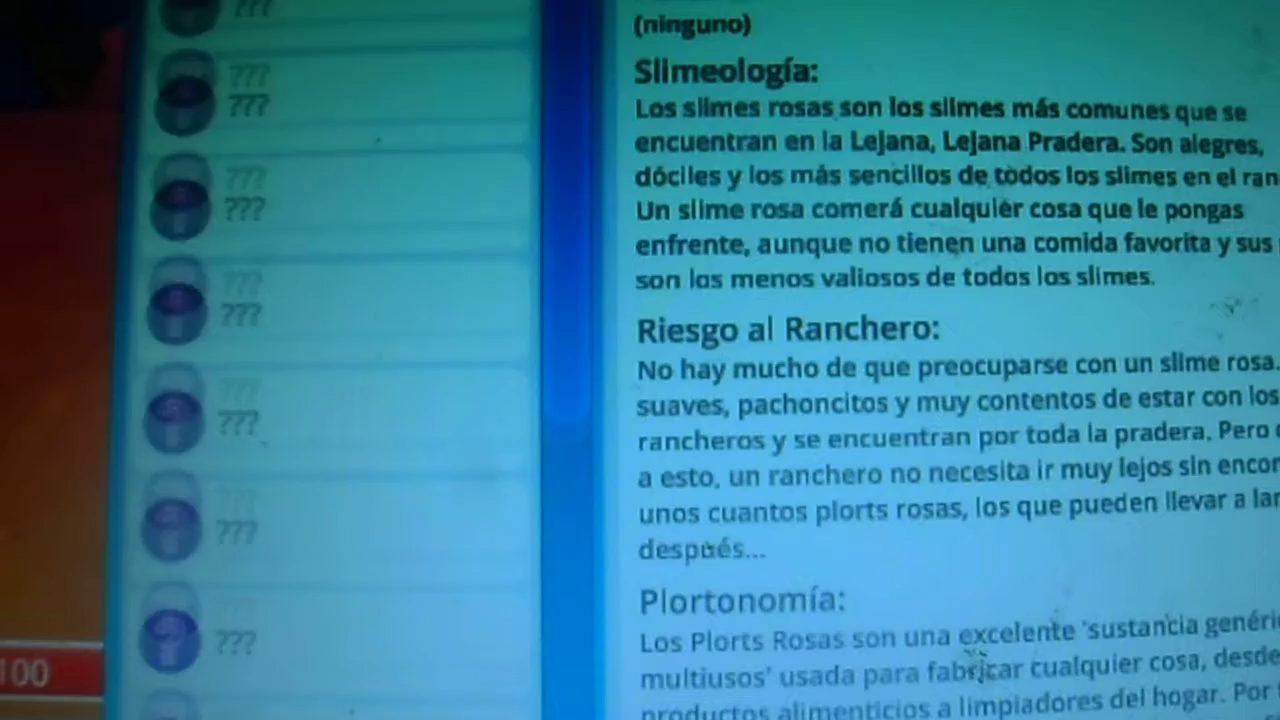 ???
???
???
???
???
???
???
???
???
???
???
???
100
(ninguno)
Slimeología:
Los slimes rosas son los slimes más comunes que se
encuentran en la Lejana, Lejana Pradera. Son alegres,
dóciles y los más sencillos de todos los slimes en el
Un slime rosa comerá cualquier cosa que le pongas
enfrente, aunque no tienen una comida favorita y sus
son los menos valiosos de todos los slimes.
Riesgo al Ranchero:
No hay mucho de que preocuparse con un slime rosa.
suaves, pachoncitos y muy contentos de estar con los
rancheros y se encuentran por toda la pradera. Pero
a esto, un ranchero no necesita ir muy lejos sin
unos cuantos plorts rosas, los que pueden llevar a
después...
Plortonomía:
Los Plorts Rosas son una excelente 'sustancia
multiusos' usada para fabricar cualquier cosa, desde
productos alimenticios a limpiadores del hogar. Por